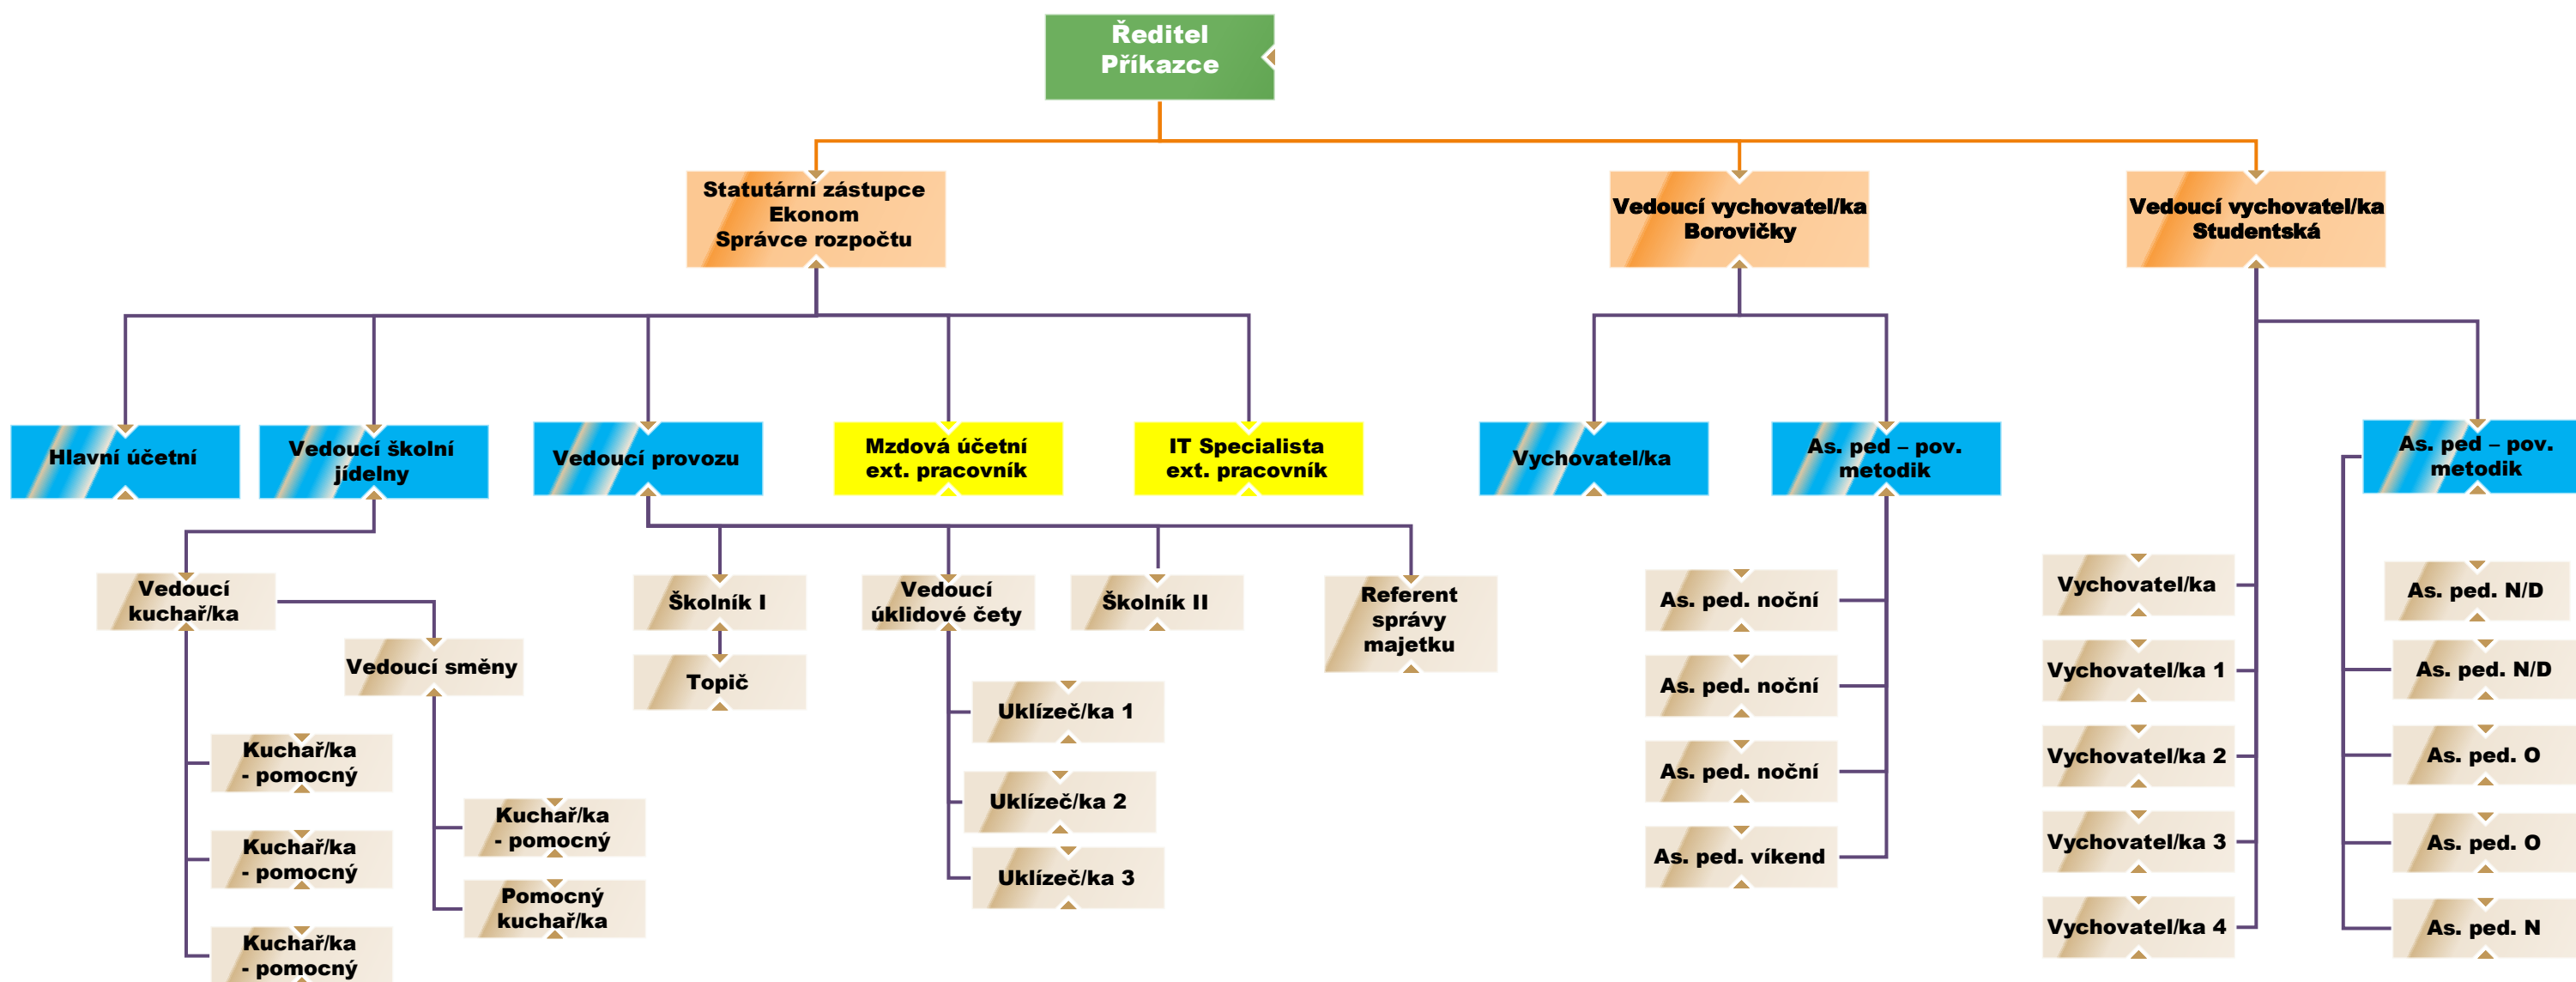 Ředitel
Příkazce
Statutární zástupce
Ekonom
Správce rozpočtu
Vedoucí vychovatel/ka
Borovičky
Vedoucí vychovatel/ka
Studentská
Hlavní účetní
Vedoucí školní
jídelny
Vedoucí provozu
Mzdová účetní
ext. pracovník
IT Specialista
ext. pracovník
Vychovatel/ka
As. ped – pov.
metodik
As. ped – pov.
metodik
Vedoucí
kuchař/ka
Vedoucí směny
Kuchař/ka
- pomocný
Kuchař/ka
- pomocný
Kuchař/ka
- pomocný
Kuchař/ka
- pomocný
Pomocný
kuchař/ka
Školník I
Topič
Vedoucí
úklidové čety
Uklízeč/ka 1
Uklízeč/ka 2
Uklízeč/ka 3
Školník II
Referent
správy
majetku
As. ped. noční
As. ped. noční
As. ped. noční
As. ped. víkend
Vychovatel/ka
Vychovatel/ka 1
Vychovatel/ka 2
Vychovatel/ka 3
Vychovatel/ka 4
As. ped. N/D
As. ped. N/D
As. ped. O
As. ped. O
As. ped. N